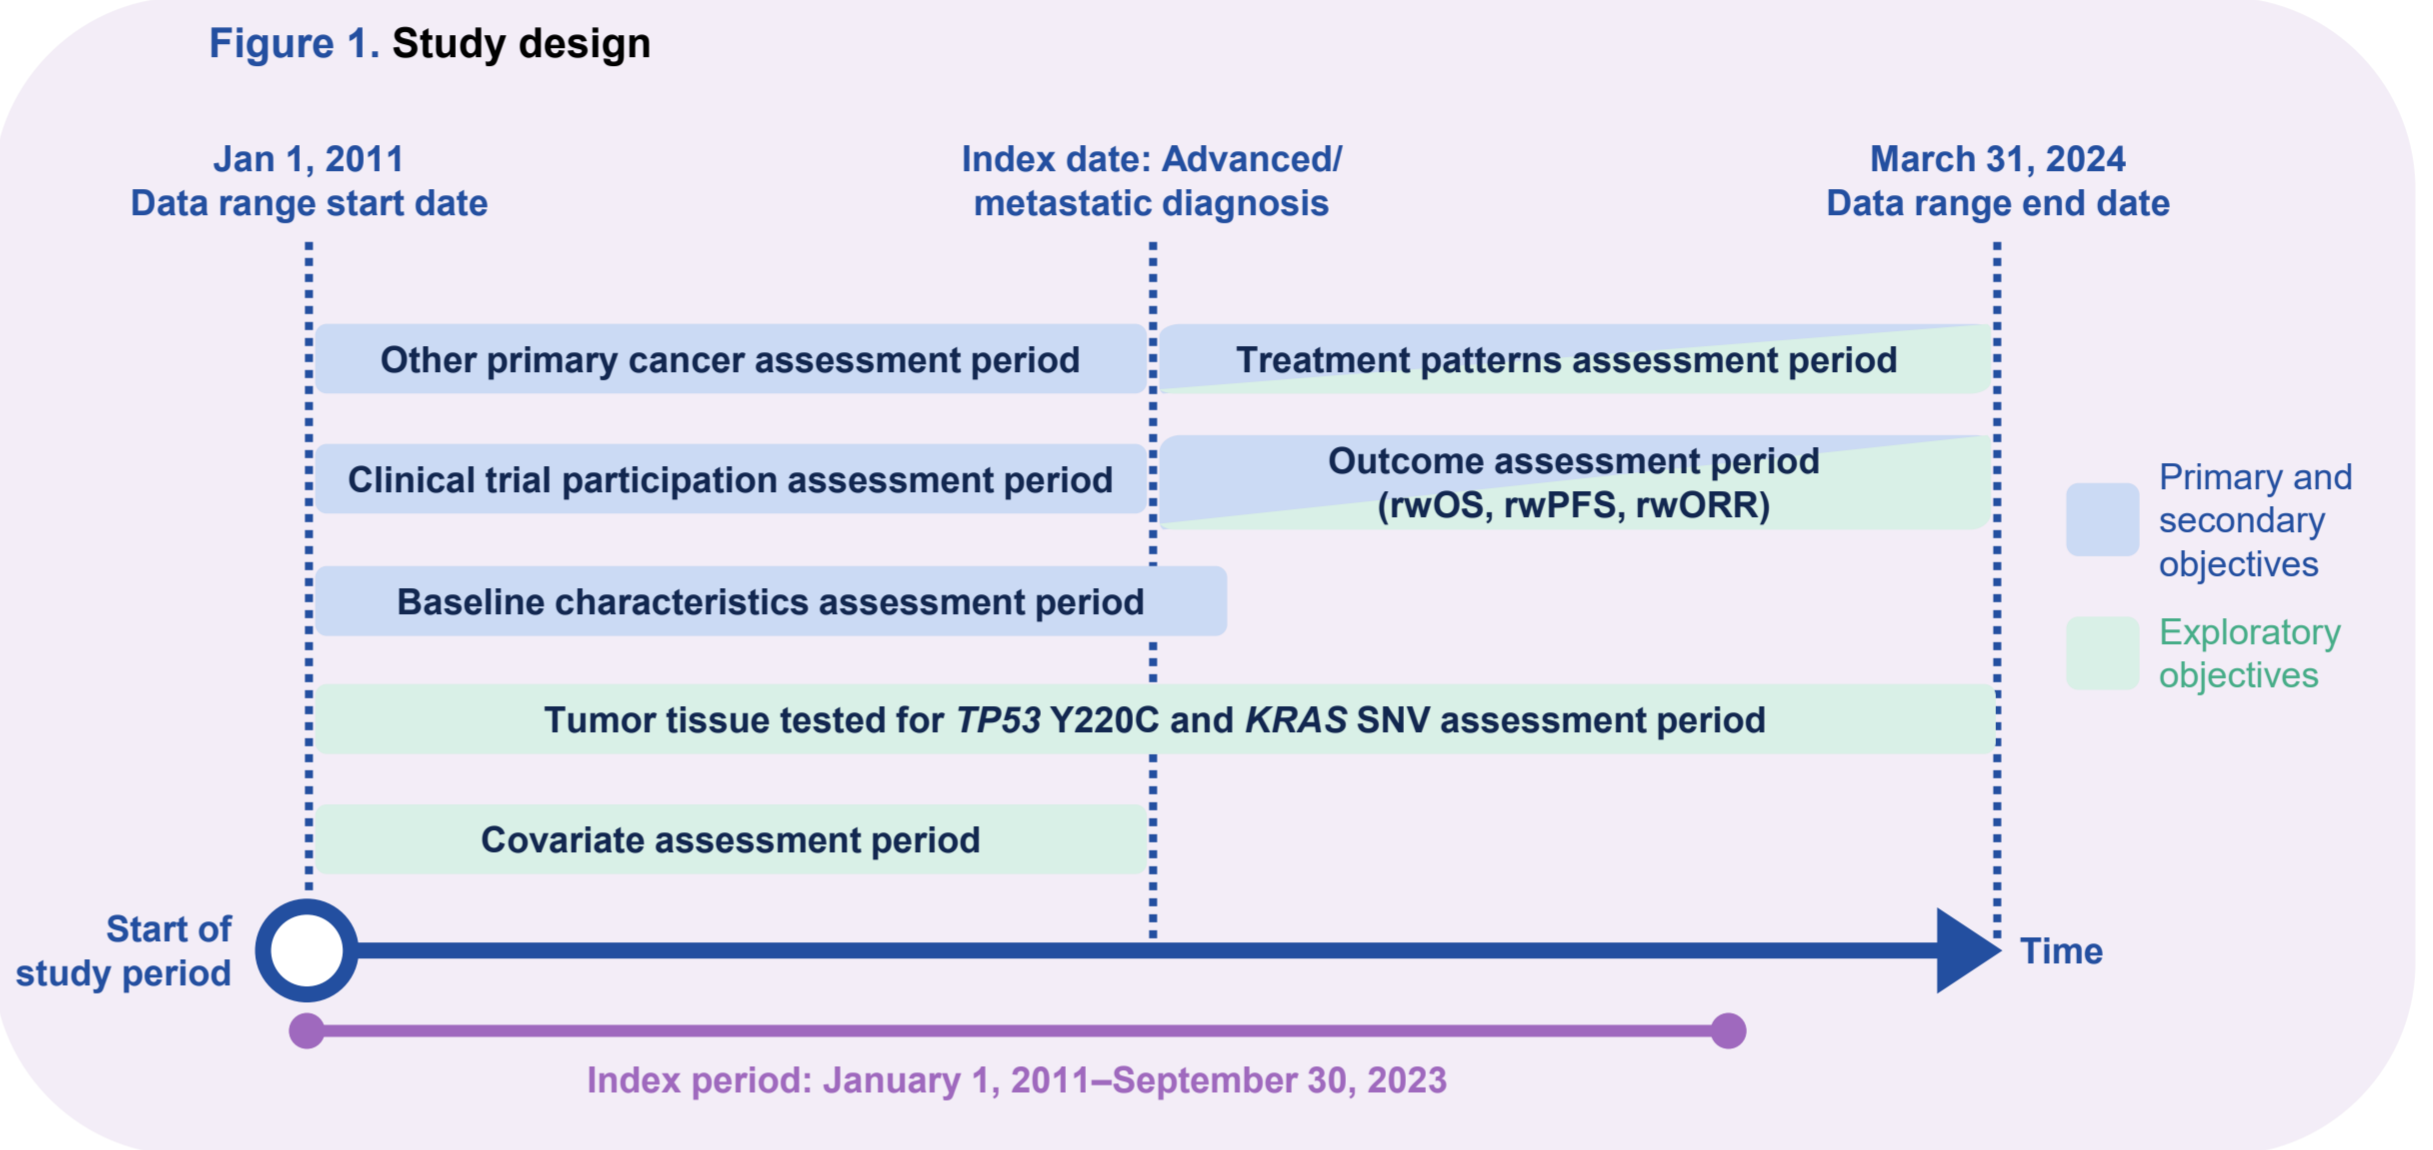 Figure 1. Study design
Jan 1, 2011
Data range start date
Index date: Advanced/
metastatic diagnosis
March 31, 2024
Data range end date
Other primary cancer assessment period
Treatment patterns assessment period
Clinical trial participation assessment period
Outcome assessment period
(rwOS, rwPFS, rwORR)
Baseline characteristics assessment period
Tumor tissue tested for TP53 Y220C and KRAS SNV assessment period
Covariate assessment period
Primary and
secondary
objectives
Exploratory
objectives
Start of
study period
Time
Index period: January 1, 2011–September 30, 2023